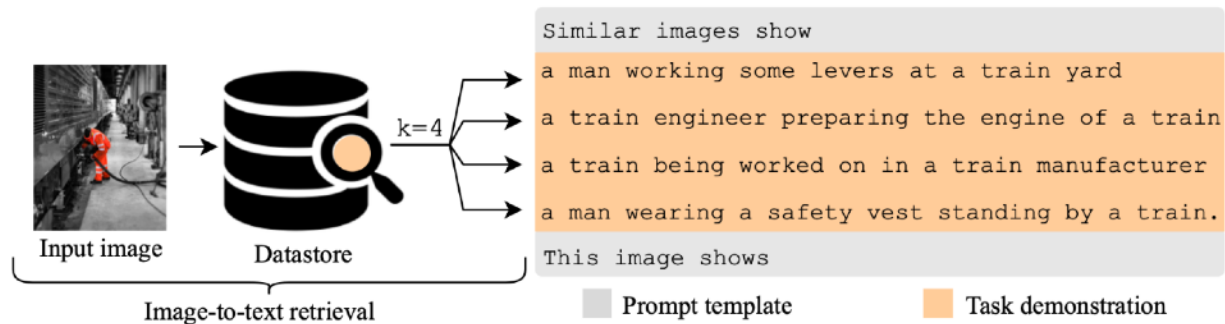 Similar images show
a man working some levers at a train yard
a train engineer preparing the engine of a train
a train being worked on in a train manufacturer
a man wearing a safety vest standing by a train.
This image shows
k=4
Input image
Datastore
Image-to-text retrieval
Prompt template
Task demonstration